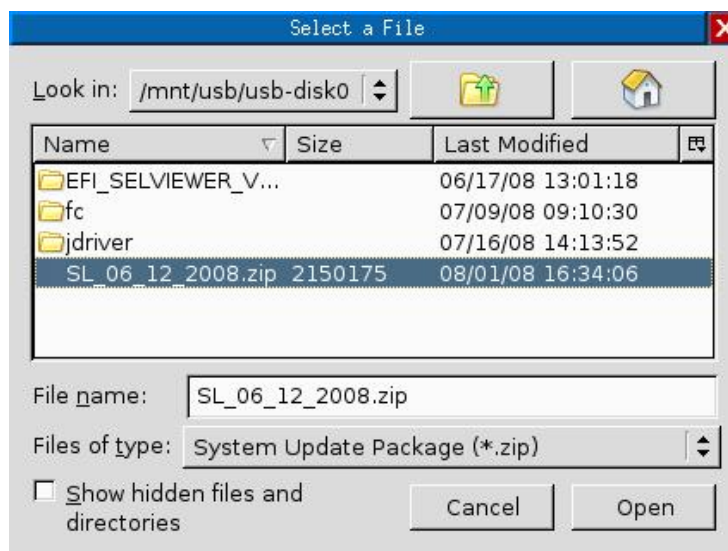 Select a File
Look in: /mnt/usb/usb-disk0
Name Size Last Modified
EFI_SELVIEWER_V... 06/17/08 13:01:18
fc 07/09/08 09:10:30
jdriver 07/16/08 14:13:52
SL_06_12_2008.zip 2150175 08/01/08 16:34:06
File name: SL_06_12_2008.zip
Files of type: System Update Package (*.zip)
Show hidden files and
directories
Cancel Open